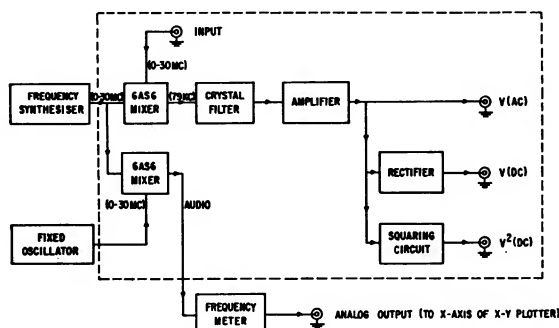 INPUT
(0-30MC)
FREQUENCY
SYNTHESISER
(0-30MC)
6AS6
MIXER
(79KC)
CRYSTAL
FILTER
AMPLIFIER
V(AC)
6AS6
MIXER
RECTIFIER
V(DC)
(0-30MC)
AUDIO
FIXED
OSCILLATOR
SQUARING
CIRCUIT
V²(DC)
FREQUENCY
METER
ANALOG OUTPUT (TO X-AXIS OF X-Y PLOTTER)